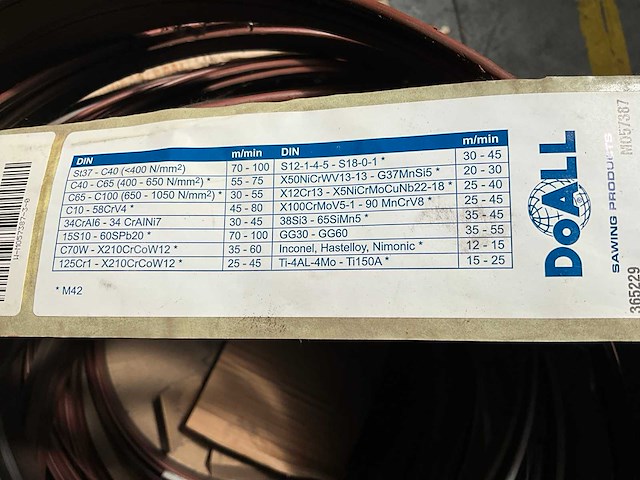 DIN m/min DIN m/min
St37 - C40 (<400 N/mm²) 70 - 100 S12-1-4-5 - S18-0-1 * 30 - 45
C40 - C65 (400 - 650 N/mm²) * 55 - 75 X50NiCrWV13-13 - G37MnSi5 * 20 - 30
C65 - C100 (650 - 1050 N/mm²) * 30 - 55 X12Cr13 - X5NiCrMoCuNb22-18 * 25 - 40
C10 - 58CrV4 * 45 - 80 X100CrMoV5-1 - 90 MnCrV8 * 25 - 45
34CrAl6 - 34 CrAlNi7 30 - 45 38Si3 - 65SiMn5 * 35 - 45
15S10 - 60SPb20 * 70 - 100 GG30 - GG60 35 - 55
C70W - X210CrCoW12 * 35 - 60 Inconel, Hastelloy, Nimonic * 12 - 15
125Cr1 - X210CrCoW12 * 25 - 45 Ti-4AL-4Mo - Ti150A * 15 - 25
* M42
DoALL
SAWING PRODUCTS
365229
M057387